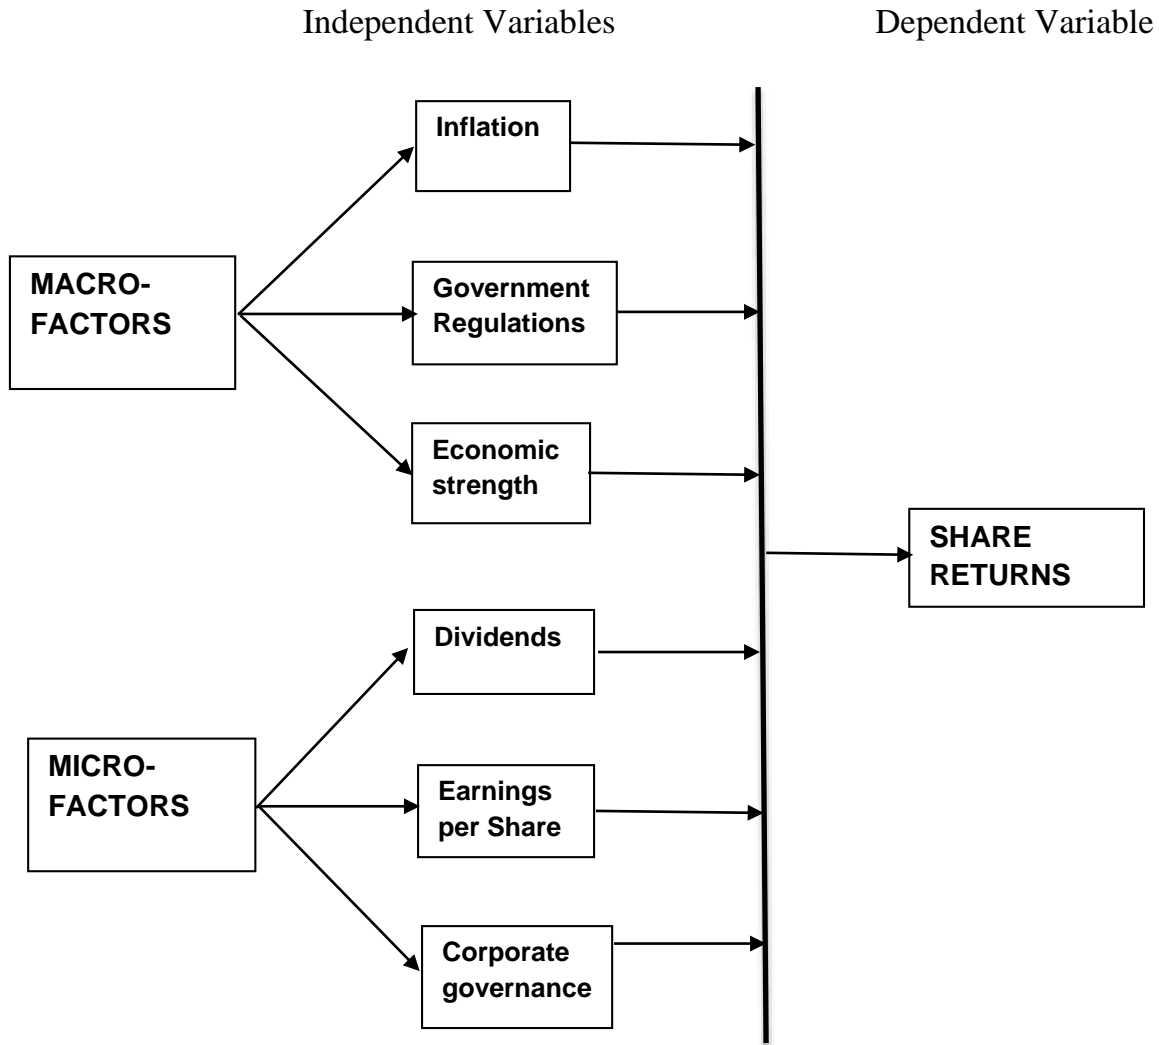 Independent Variables
Dependent Variable
Inflation
MACRO-
FACTORS
Government
Regulations
Economic
strength
SHARE
RETURNS
Dividends
MICRO-
FACTORS
Earnings
per Share
Corporate
governance